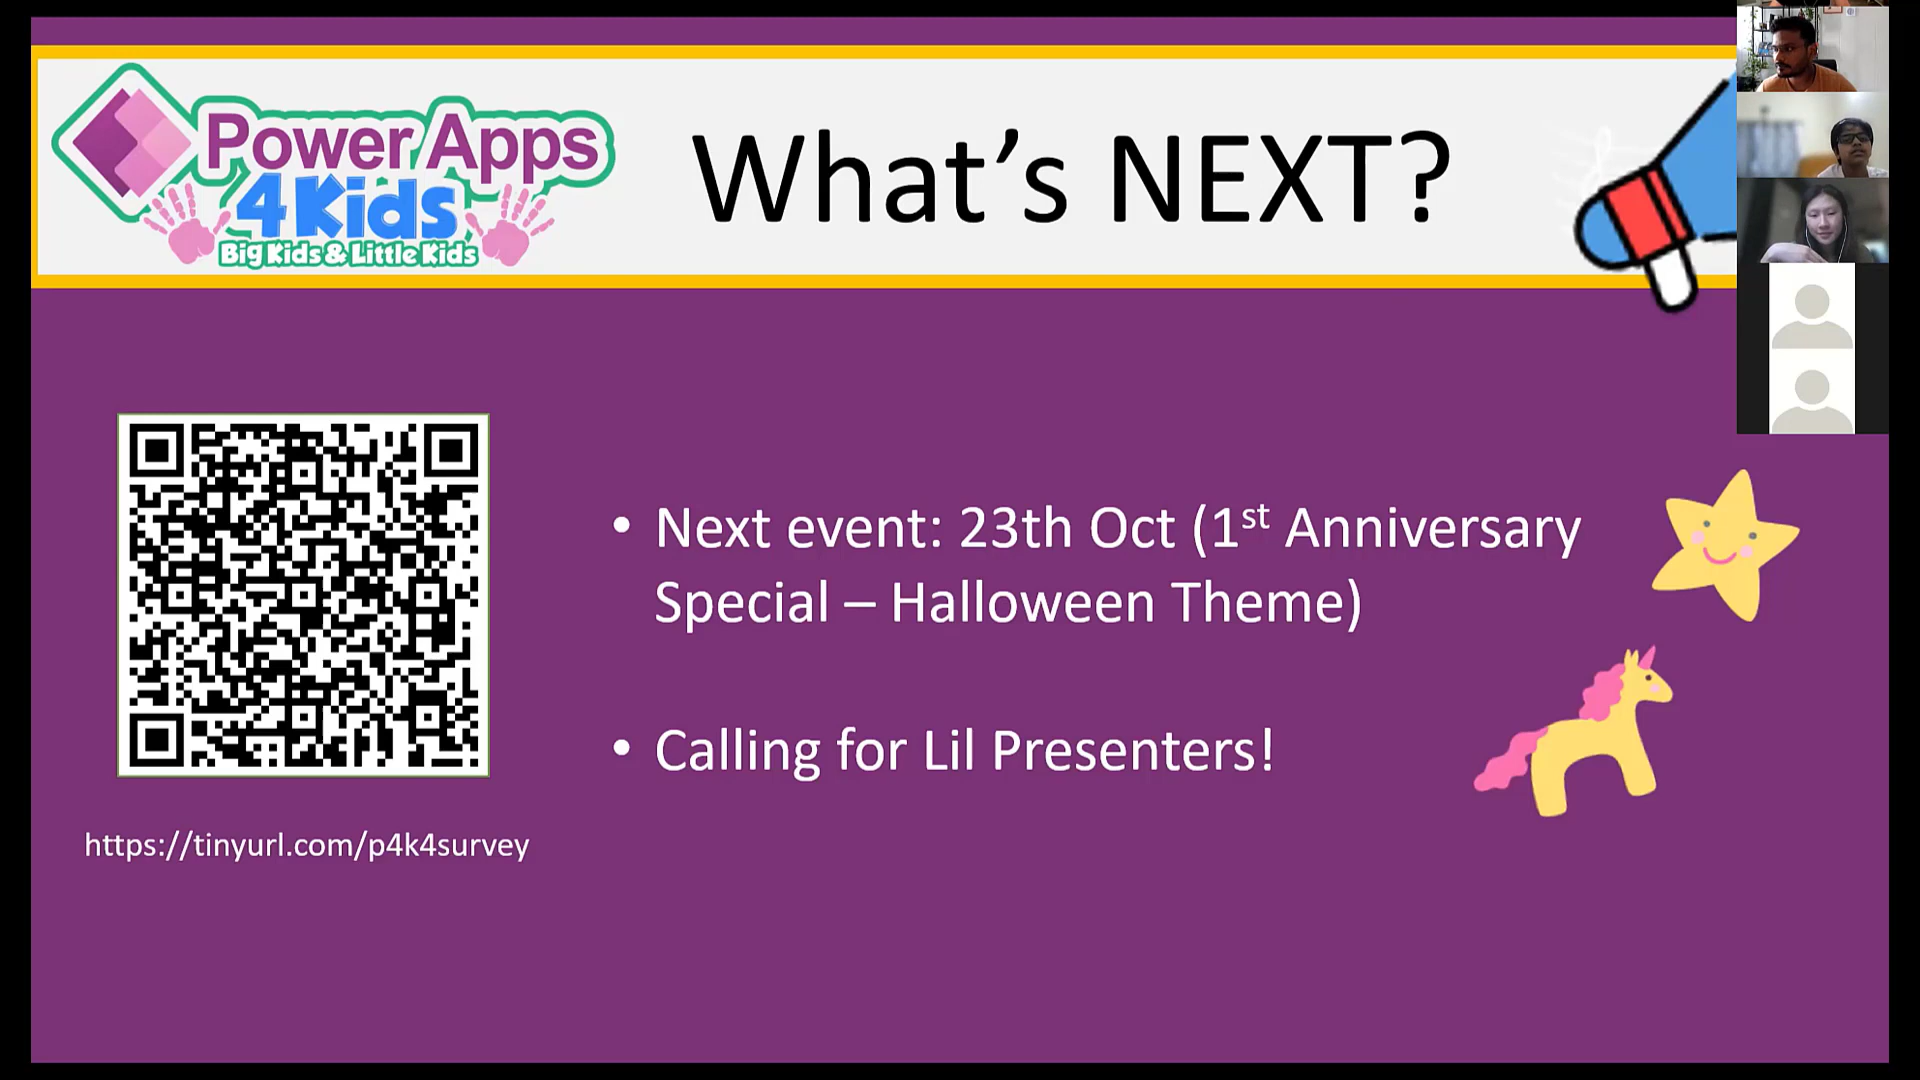 Power Apps
4 Kids
Big Kids & Little Kids
What's NEXT?
• Next event: 23th Oct (1st Anniversary
Special – Halloween Theme)
• Calling for Lil Presenters!
https://tinyurl.com/p4k4survey